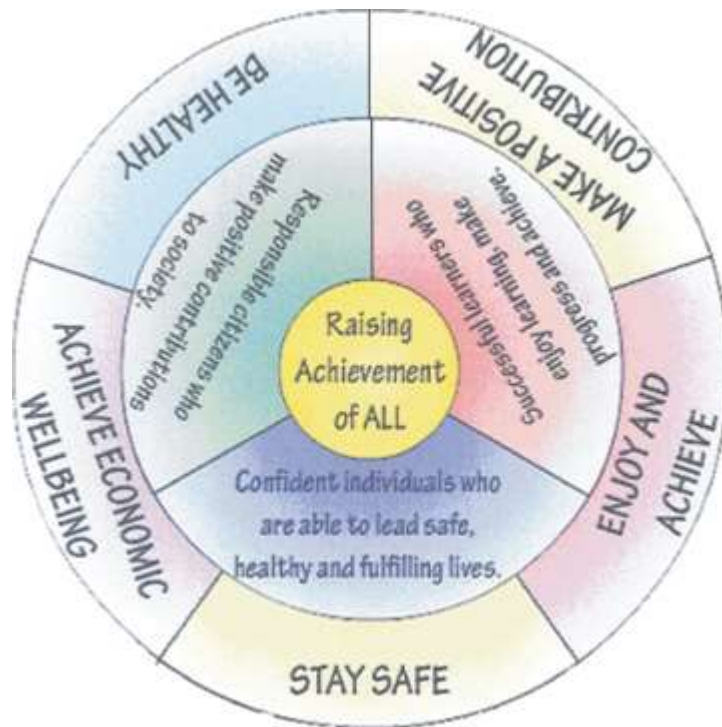 BE HEALTHY
MAKE A POSITIVE
CONTRIBUTION
ENJOY AND
ACHIEVE
STAY SAFE
ACHIEVE ECONOMIC
WELLBEING
Responsible citizens who
make positive contributions
to society.
Successful learners who
enjoy learning, make
progress and achieve.
Confident individuals who
are able to lead safe,
healthy and fulfilling lives.
Raising
Achievement
of ALL